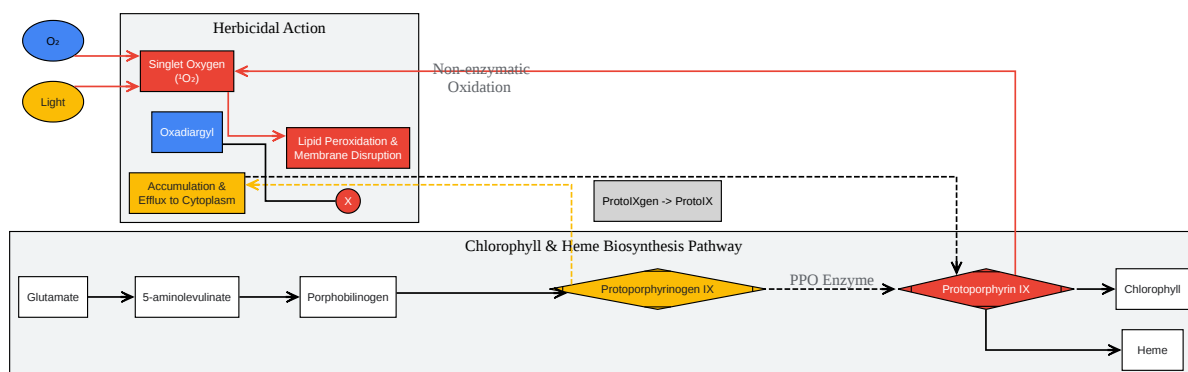 Herbicidal Action
O₂
Singlet Oxygen
(¹O₂)
Non-enzymatic
Oxidation
Light
Oxadiargyl
Lipid Peroxidation &
Membrane Disruption
Accumulation &
Efflux to Cytoplasm
X
ProtoIXgen -> ProtoIX
Chlorophyll & Heme Biosynthesis Pathway
Glutamate
5-aminolevulinate
Porphobilinogen
Protoporphyrinogen IX
PPO Enzyme
Protoporphyrin IX
Chlorophyll
Heme